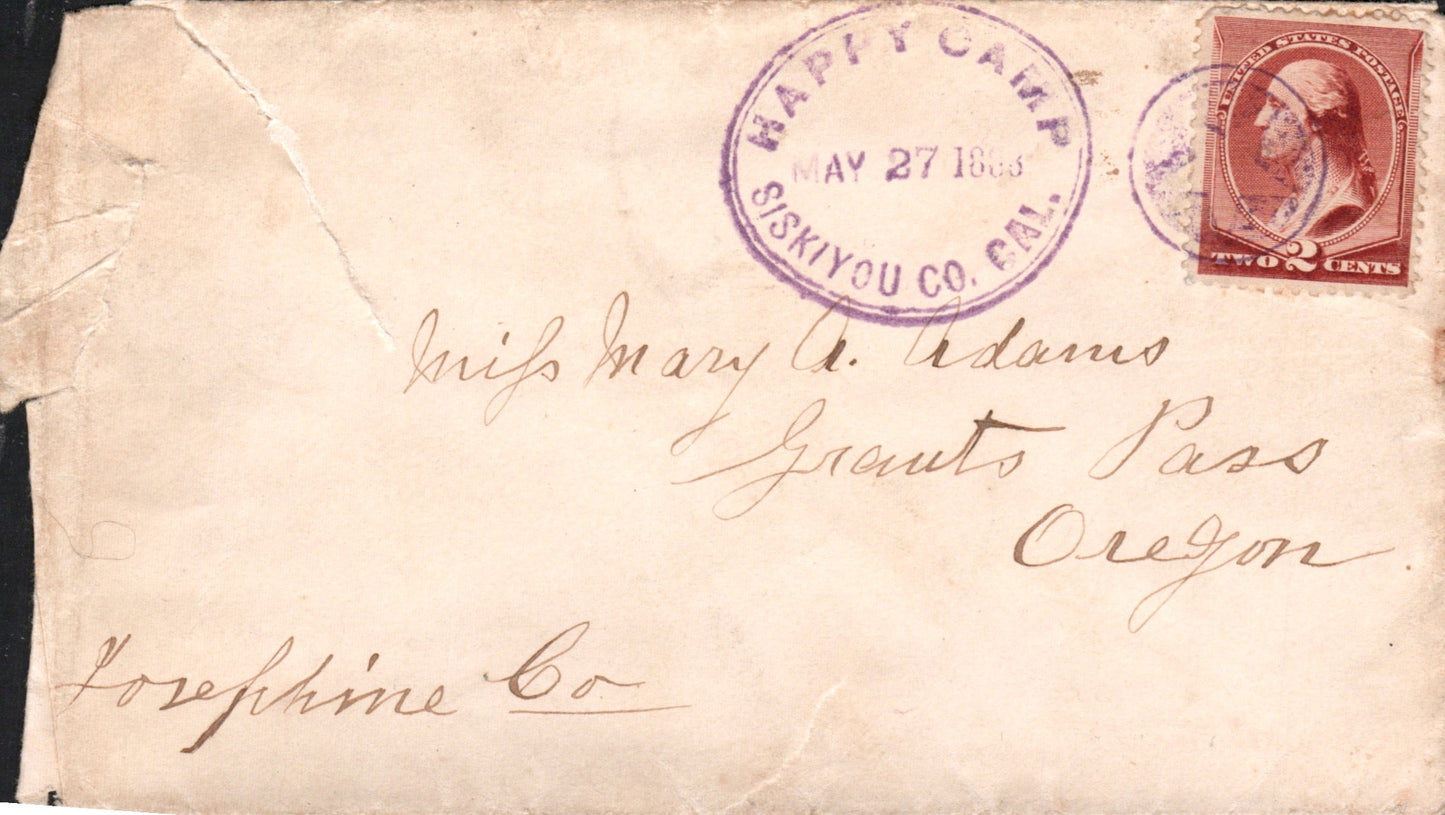 HAPPY CAMP
MAY 27
SISKIYOU CO. CAL.
UNITED STATES POSTAGE
TWO 2 CENTS
Miss Mary A. Adams
Grants Pass
Oregon
Josephine Co